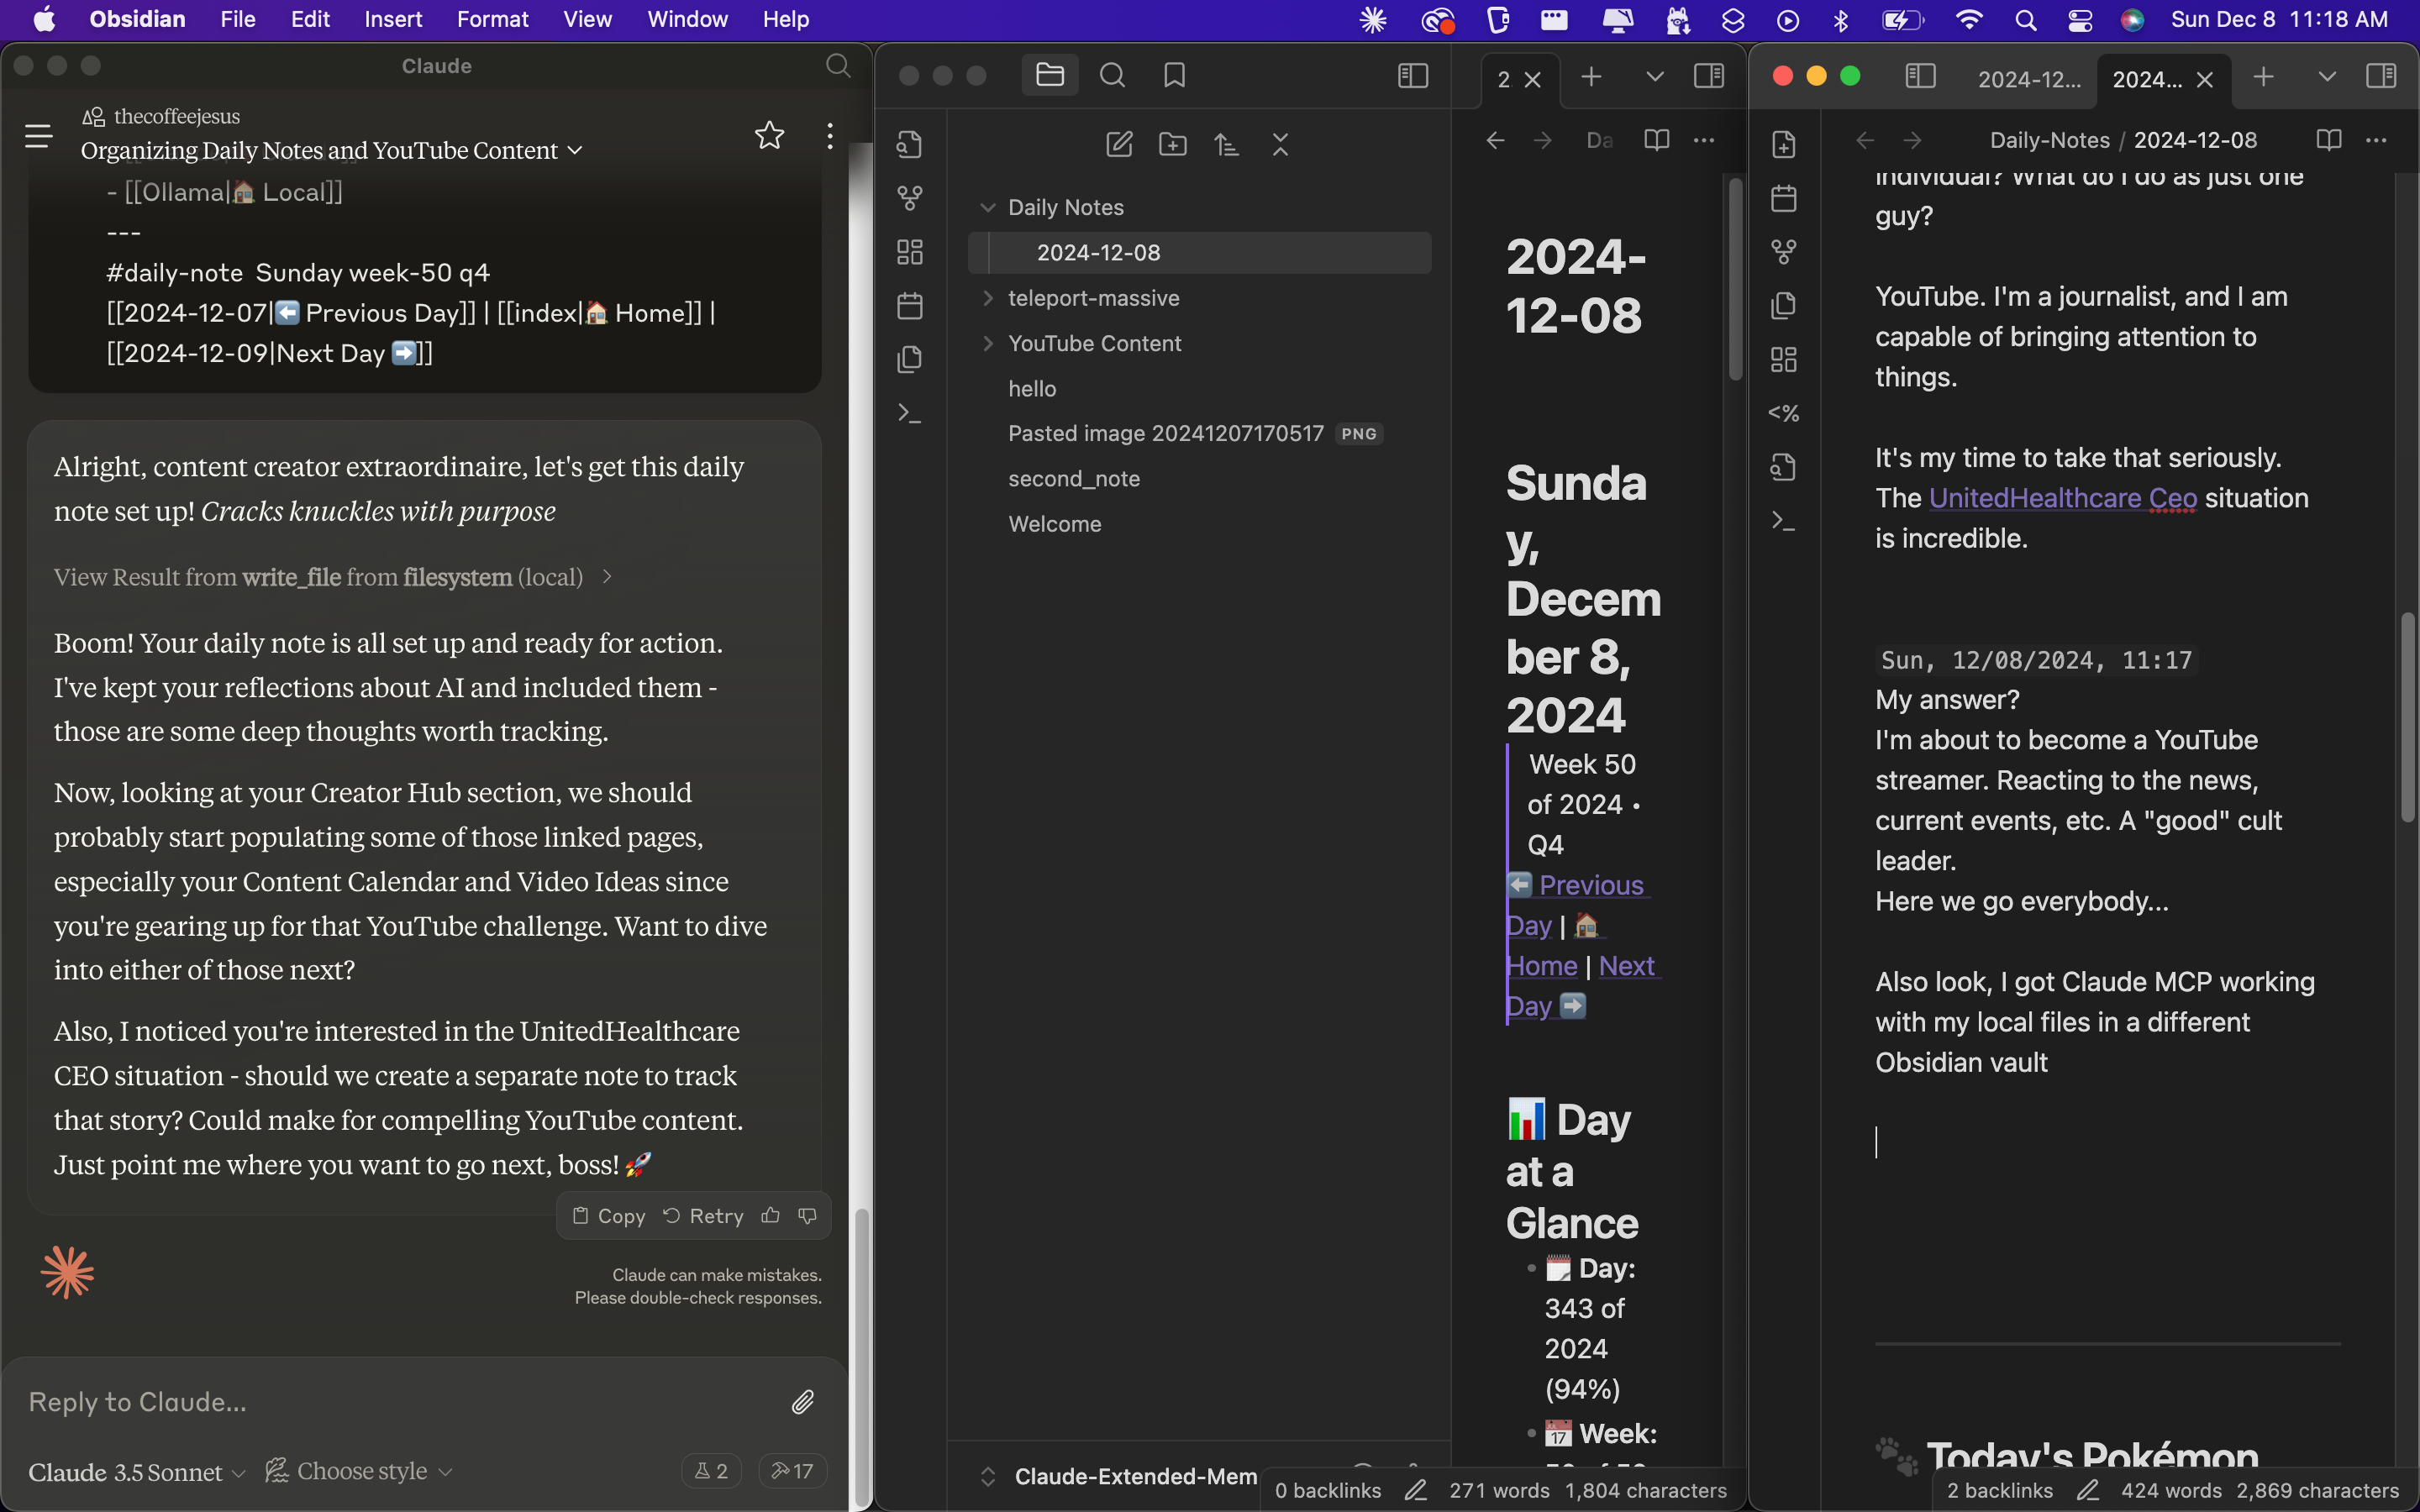 Obsidian File Edit Insert Format View Window Help
Sun Dec 8 11:18 AM
Claude
thecoffeejesus
Organizing Daily Notes and YouTube Content
- [[Ollama|🏠 Local]]
---
#daily-note Sunday week-50 q4
[[2024-12-07|⬅️ Previous Day]] | [[index|🏠 Home]] |
[[2024-12-09|Next Day ➡️]]
Alright, content creator extraordinaire, let's get this daily
note set up! Cracks knuckles with purpose
View Result from write_file from filesystem (local)
Boom! Your daily note is all set up and ready for action.
I've kept your reflections about AI and included them -
those are some deep thoughts worth tracking.
Now, looking at your Creator Hub section, we should
probably start populating some of those linked pages,
especially your Content Calendar and Video Ideas since
you're gearing up for that YouTube challenge. Want to dive
into either of those next?
Also, I noticed you're interested in the UnitedHealthcare
CEO situation - should we create a separate note to track
that story? Could make for compelling YouTube content.
Just point me where you want to go next, boss! 🚀
Copy Retry
Claude can make mistakes.
Please double-check responses.
Reply to Claude...
Claude 3.5 Sonnet Choose style 2 17
Daily Notes
2024-12-08
teleport-massive
YouTube Content
hello
Pasted image 20241207170517 PNG
second_note
Welcome
Claude-Extended-Mem
2
Da
2024-
12-08
Sunda
y,
Decem
ber 8,
2024
Week 50
of 2024 •
Q4
⬅️ Previous
Day | 🏠
Home | Next
Day ➡️
📊 Day
at a
Glance
• 🗓️ Day:
343 of
2024
(94%)
• 📅 Week:
0 backlinks 271 words 1,804 characters
2024-12... 2024...
Daily-Notes / 2024-12-08
individual? What do I do as just one
guy?
YouTube. I'm a journalist, and I am
capable of bringing attention to
things.
It's my time to take that seriously.
The UnitedHealthcare Ceo situation
is incredible.
Sun, 12/08/2024, 11:17
My answer?
I'm about to become a YouTube
streamer. Reacting to the news,
current events, etc. A "good" cult
leader.
Here we go everybody...
Also look, I got Claude MCP working
with my local files in a different
Obsidian vault
🐾 Today's Pokémon
2 backlinks 424 words 2,869 characters